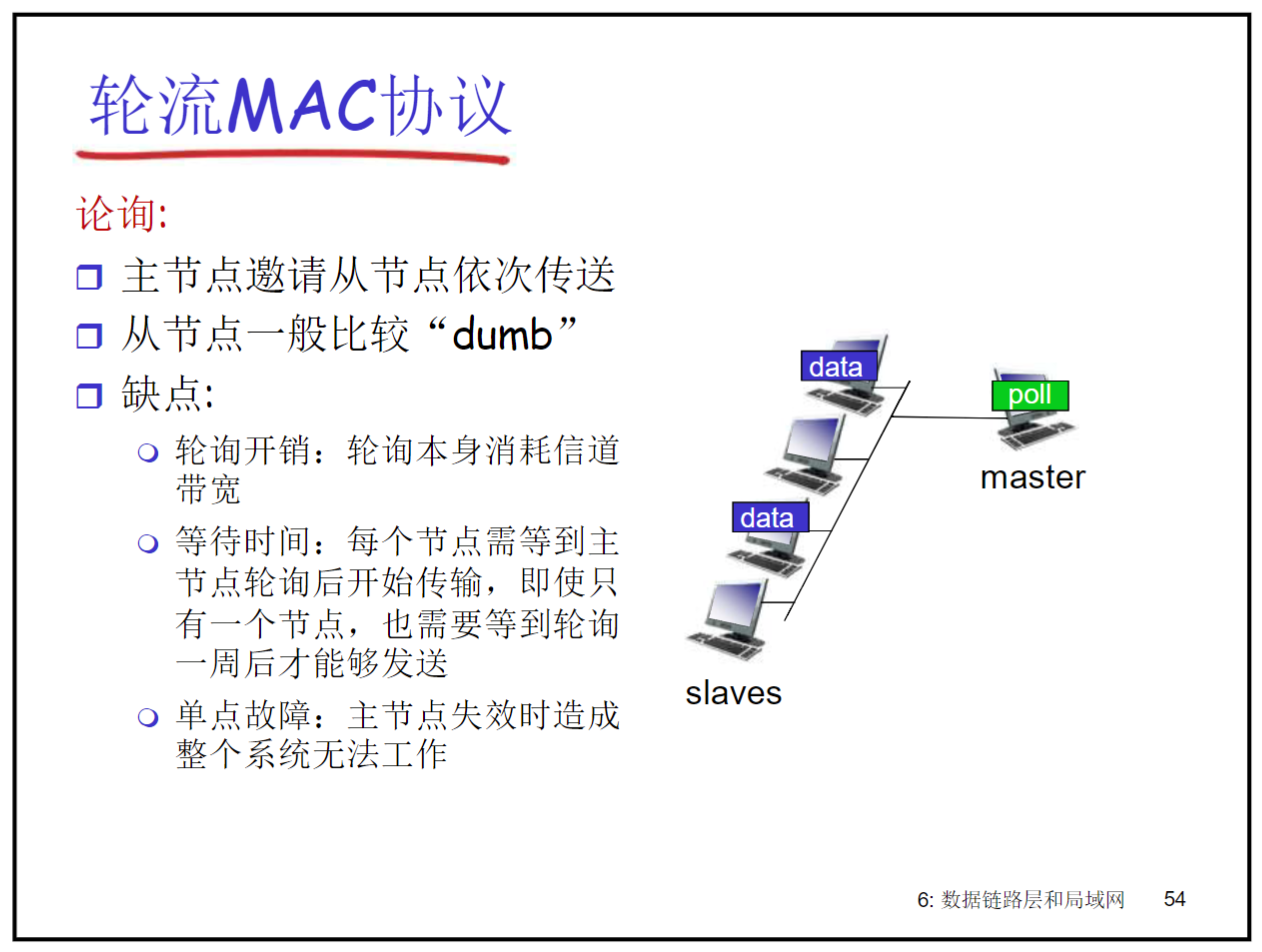 轮流MAC协议
论询:
主节点邀请从节点依次传送
从节点一般比较“dumb”
缺点:
轮询开销：轮询本身消耗信道
带宽
等待时间：每个节点需等到主
节点轮询后开始传输，即使只
有一个节点，也需要等到轮询
一周后才能够发送
单点故障：主节点失效时造成
整个系统无法工作
data
poll
master
data
slaves
6: 数据链路层和局域网 54